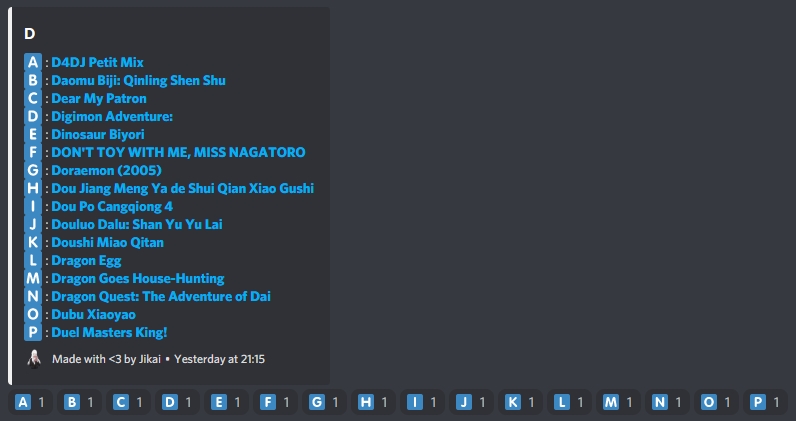 D
A : D4DJ Petit Mix
B : Daomu Biji: Qinling Shen Shu
C : Dear My Patron
D : Digimon Adventure:
E : Dinosaur Biyori
F : DON'T TOY WITH ME, MISS NAGATORO
G : Doraemon (2005)
H : Dou Jiang Meng Ya de Shui Qian Xiao Gushi
I : Dou Po Cangqiong 4
J : Douluo Dalu: Shan Yu Yu Lai
K : Doushi Miao Qitan
L : Dragon Egg
M : Dragon Goes House-Hunting
N : Dragon Quest: The Adventure of Dai
O : Dubu Xiaoyao
P : Duel Masters King!
Made with <3 by Jikai • Yesterday at 21:15
A 1 B 1 C 1 D 1 E 1 F 1 G 1 H 1 I 1 J 1 K 1 L 1 M 1 N 1 O 1 P 1